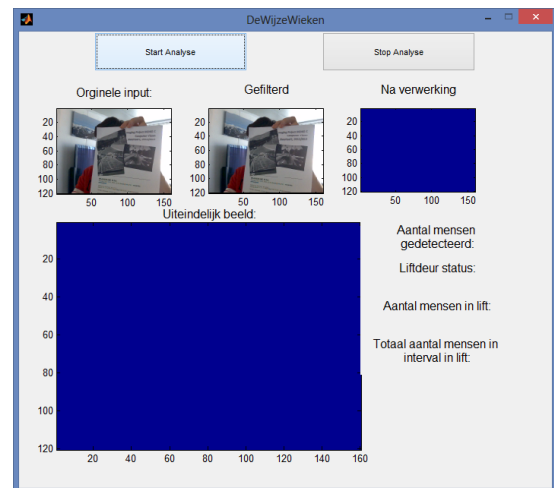 DeWijzeWieken
Start Analyse
Stop Analyse
Orginele input:
Gefilterd
Na verwerking
20
40
60
80
100
120
50 100 150
20
40
60
80
100
120
50 100 150
20
40
60
80
100
120
50 100 150
Uiteindelijk beeld:
20
40
60
80
100
120
20 40 60 80 100 120 140 160
Aantal mensen
gedetecteerd:
Liftdeur status:
Aantal mensen in lift:
Totaal aantal mensen in
interval in lift: